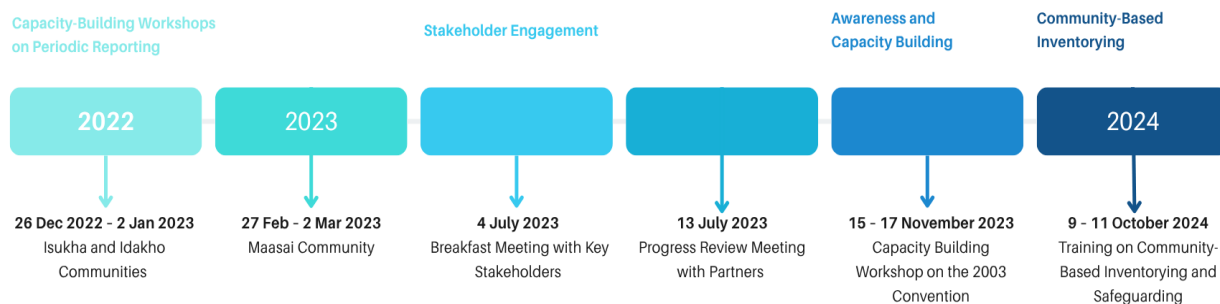 Capacity-Building Workshops
on Periodic Reporting
Stakeholder Engagement
Awareness and
Capacity Building
Community-Based
Inventorying
2022
2023
2024
26 Dec 2022 – 2 Jan 2023
Isukha and Idakho
Communities
27 Feb – 2 Mar 2023
Maasai Community
4 July 2023
Breakfast Meeting with Key
Stakeholders
13 July 2023
Progress Review Meeting
with Partners
15 – 17 November 2023
Capacity Building
Workshop on the 2003
Convention
9 – 11 October 2024
Training on Community-
Based Inventorying and
Safeguarding